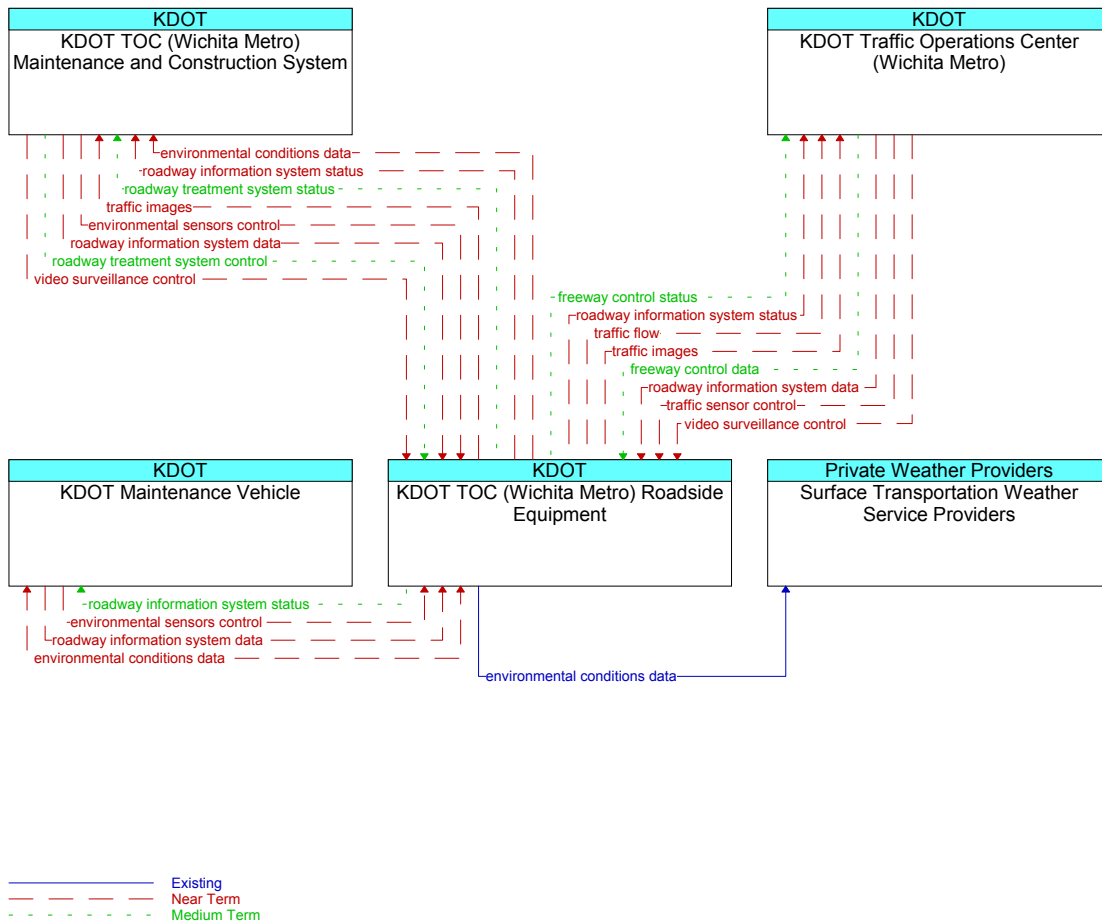 KDOT
KDOT TOC (Wichita Metro)
Maintenance and Construction System
KDOT
KDOT Traffic Operations Center
(Wichita Metro)
environmental conditions data
roadway information system status
roadway treatment system status
traffic images
environmental sensors control
roadway information system data
roadway treatment system control
video surveillance control
freeway control status
roadway information system status
traffic flow
traffic images
freeway control data
roadway information system data
traffic sensor control
video surveillance control
KDOT
KDOT Maintenance Vehicle
KDOT
KDOT TOC (Wichita Metro) Roadside
Equipment
Private Weather Providers
Surface Transportation Weather
Service Providers
roadway information system status
environmental sensors control
roadway information system data
environmental conditions data
environmental conditions data
Existing
Near Term
Medium Term